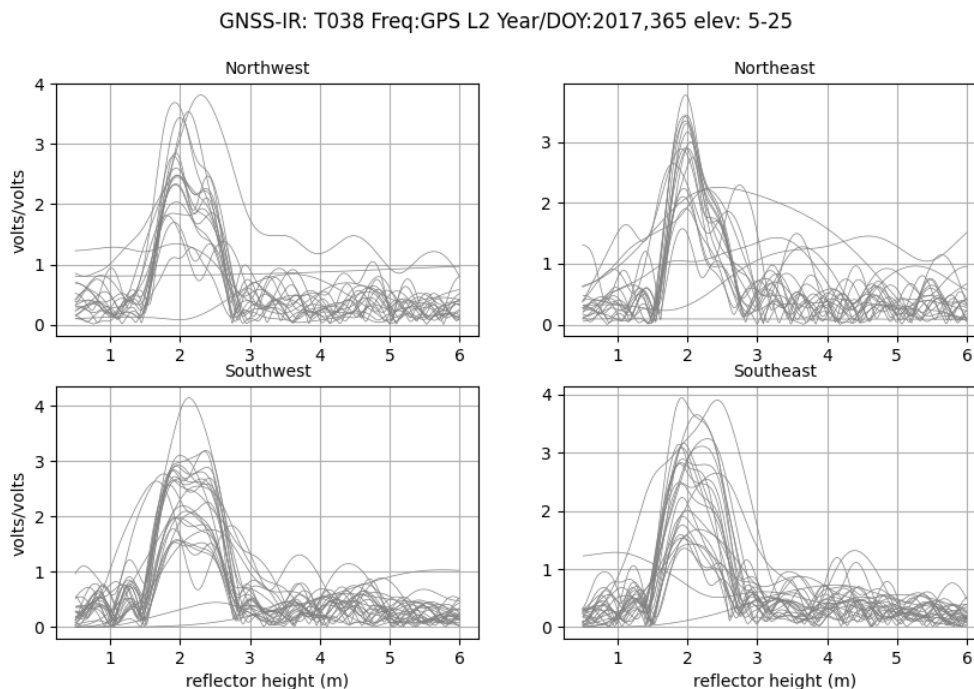 GNSS-IR: T038 Freq:GPS L2 Year/DOY:2017,365 elev: 5-25
Northwest
Northeast
4
3
2
1
0
volts/volts
1 2 3 4 5 6
3
2
1
0
1 2 3 4 5 6
Southwest
Southeast
4
3
2
1
0
volts/volts
1 2 3 4 5 6
reflector height (m)
4
3
2
1
0
1 2 3 4 5 6
reflector height (m)